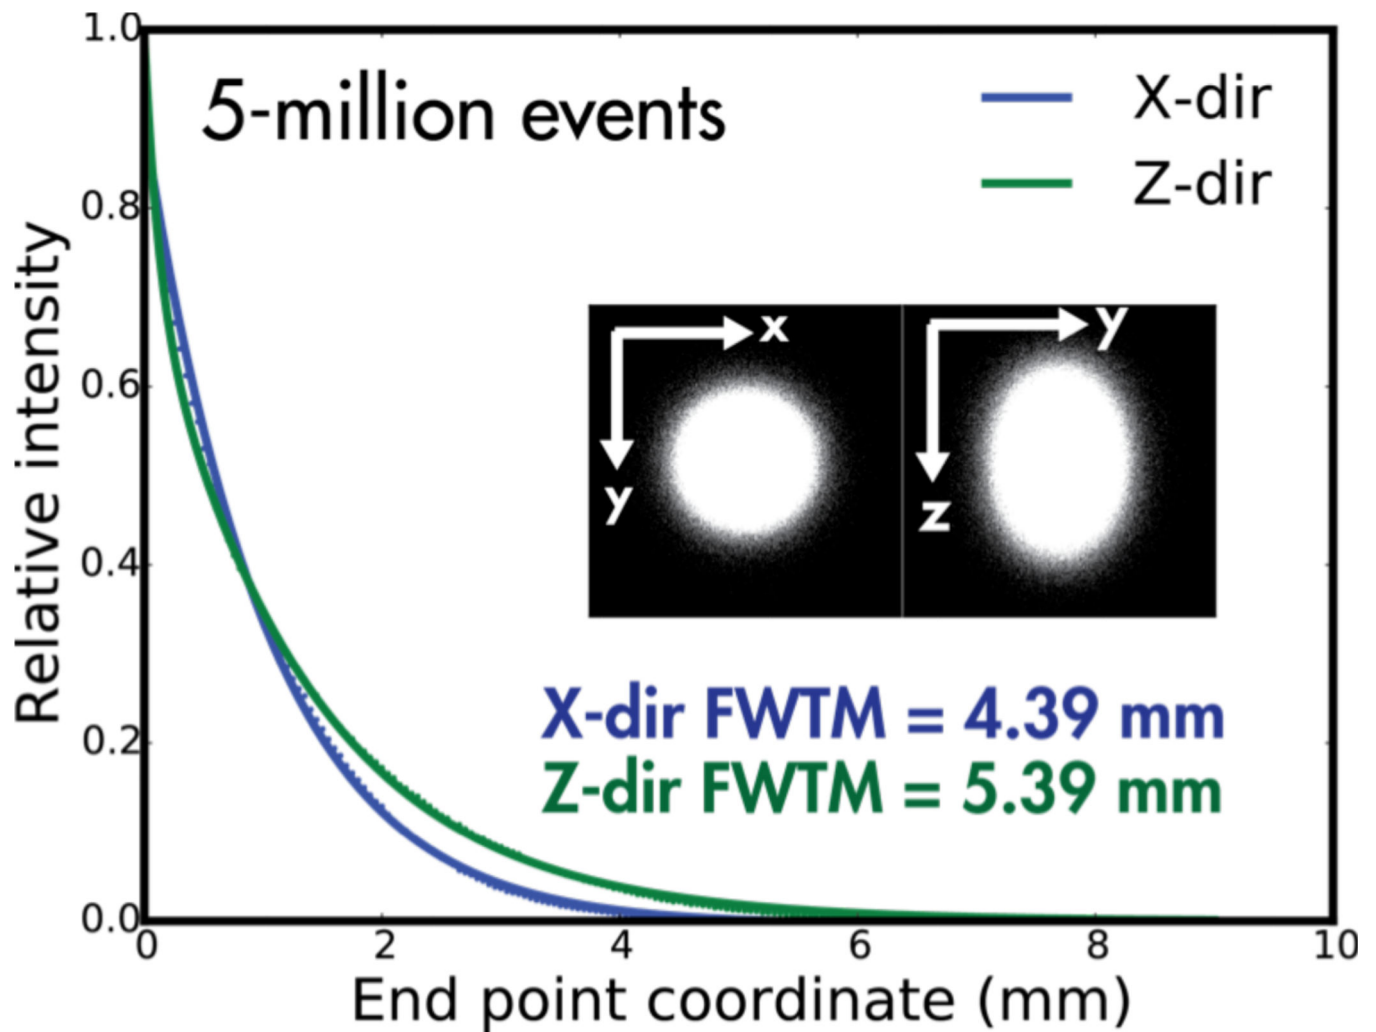 1.0
0.8
0.6
0.4
0.2
0.0
Relative intensity
5-million events
X-dir
Z-dir
x
y
y
z
X-dir FWTM = 4.39 mm
Z-dir FWTM = 5.39 mm
0 2 4 6 8 10
End point coordinate (mm)